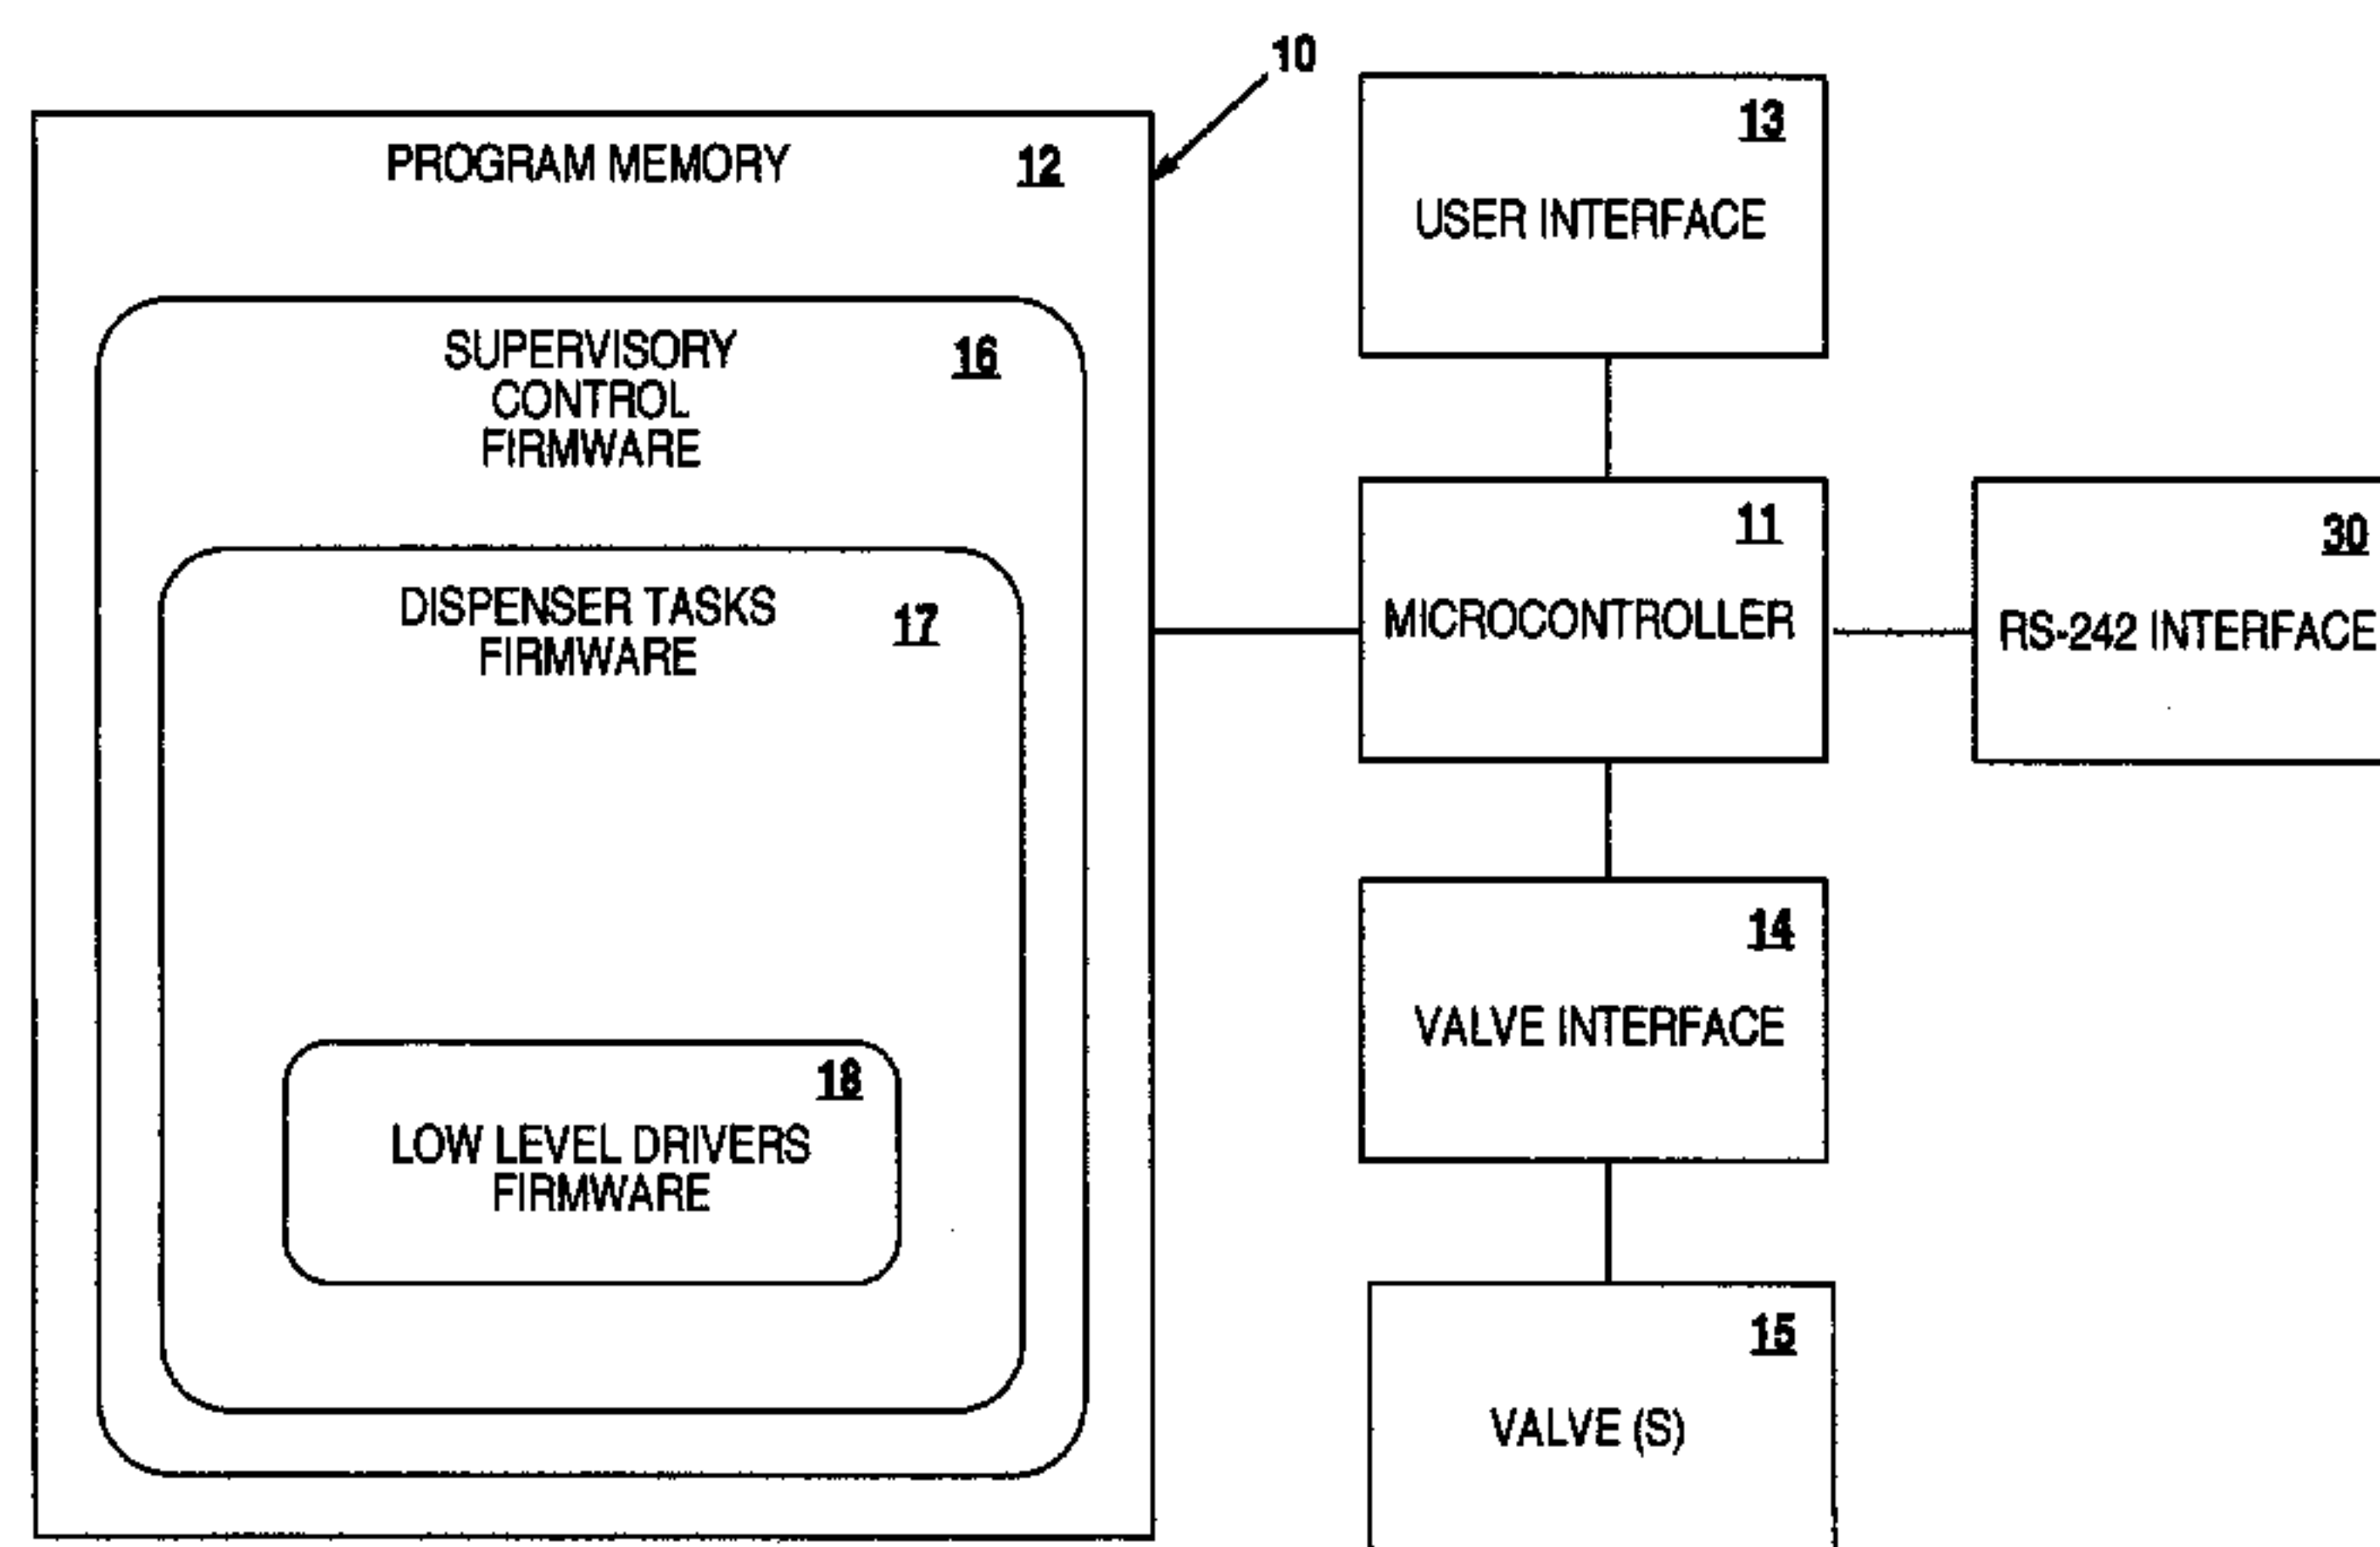 10
PROGRAM MEMORY 12
SUPERVISORY 16
CONTROL
FIRMWARE
DISPENSER TASKS 17
FIRMWARE
18
LOW LEVEL DRIVERS
FIRMWARE
13
USER INTERFACE
11
MICROCONTROLLER
30
RS-242 INTERFACE
14
VALVE INTERFACE
15
VALVE (S)